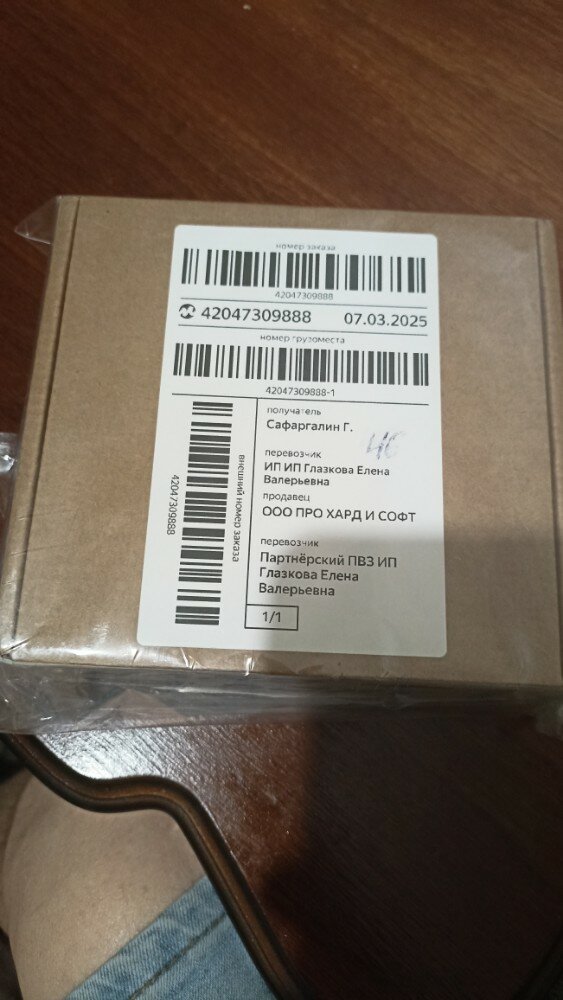 номер заказа
42047309888
42047309888 07.03.2025
номер грузоместа
42047309888-1
внешний номер заказа
42047309888
получатель
Сафаргалин Г.
46
перевозчик
ИП ИП Глазкова Елена
Валерьевна
продавец
ООО ПРО ХАРД И СОФТ
перевозчик
Партнёрский ПВЗ ИП
Глазкова Елена
Валерьевна
1/1